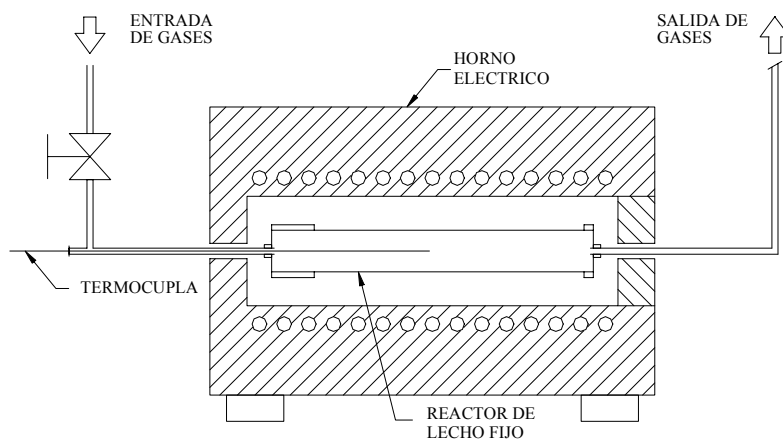 ENTRADA
DE GASES
SALIDA DE
GASES
HORNO
ELECTRICO
TERMOCUPLA
REACTOR DE
LECHO FIJO